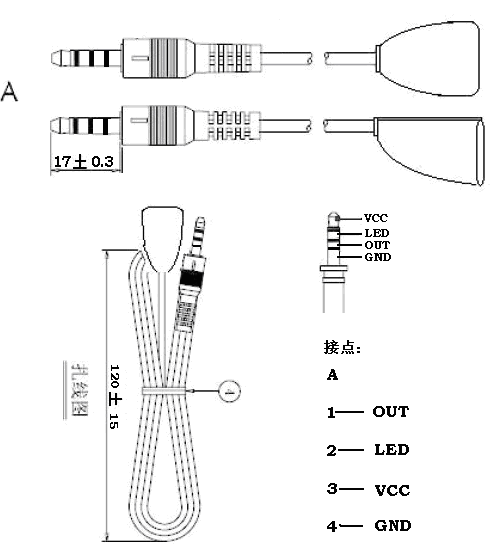 A
17±0.3
VCC
LED
OUT
GND
扎线图
120±15
4
接点:
A
1—OUT
2—LED
3—VCC
4—GND